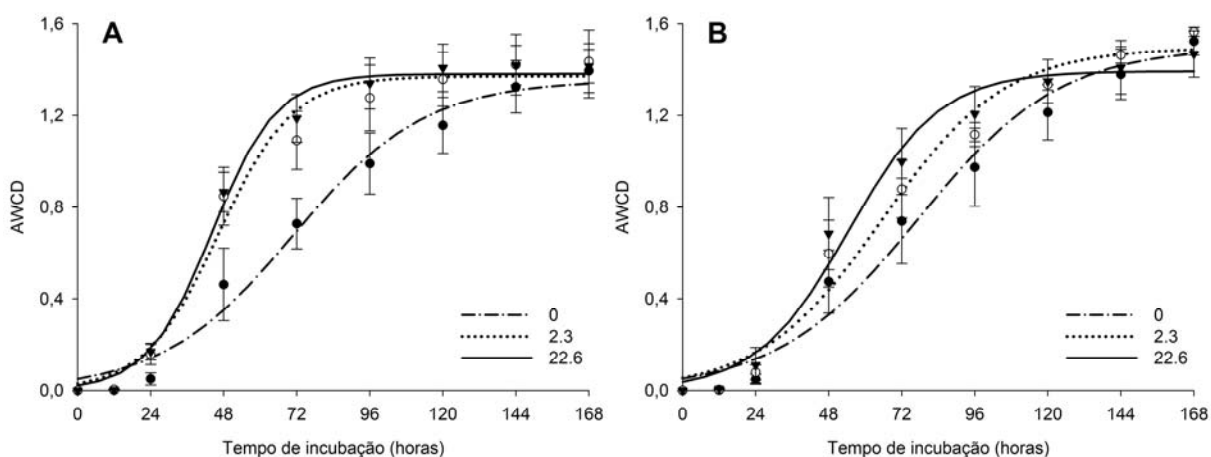 A
AWCD
1,6
1,2
0,8
0,4
0,0
0
2.3
22.6
0 24 48 72 96 120 144 168
Tempo de incubação (horas)
B
AWCD
1,6
1,2
0,8
0,4
0,0
0
2.3
22.6
0 24 48 72 96 120 144 168
Tempo de incubação (horas)